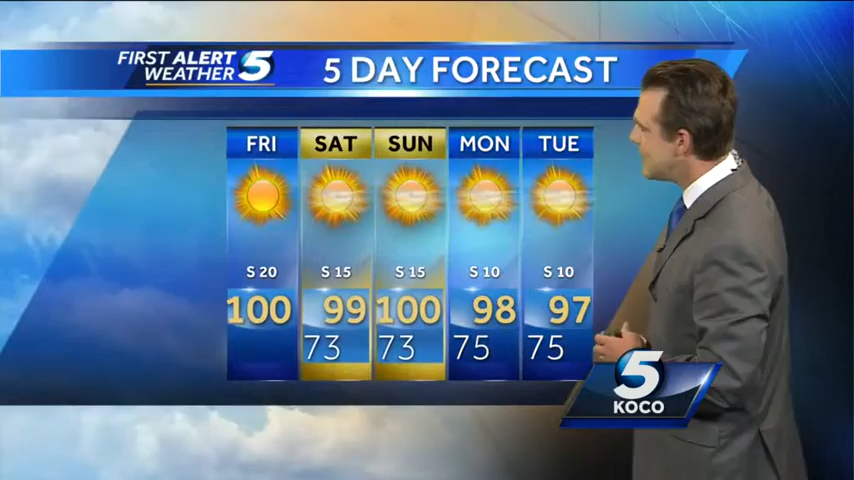 FIRST ALERT
WEATHER 5
5 DAY FORECAST
FRI SAT SUN MON TUE
S 20 S 15 S 15 S 10 S 10
100 99 100 98 97
73 73 75 75
5
KOCO